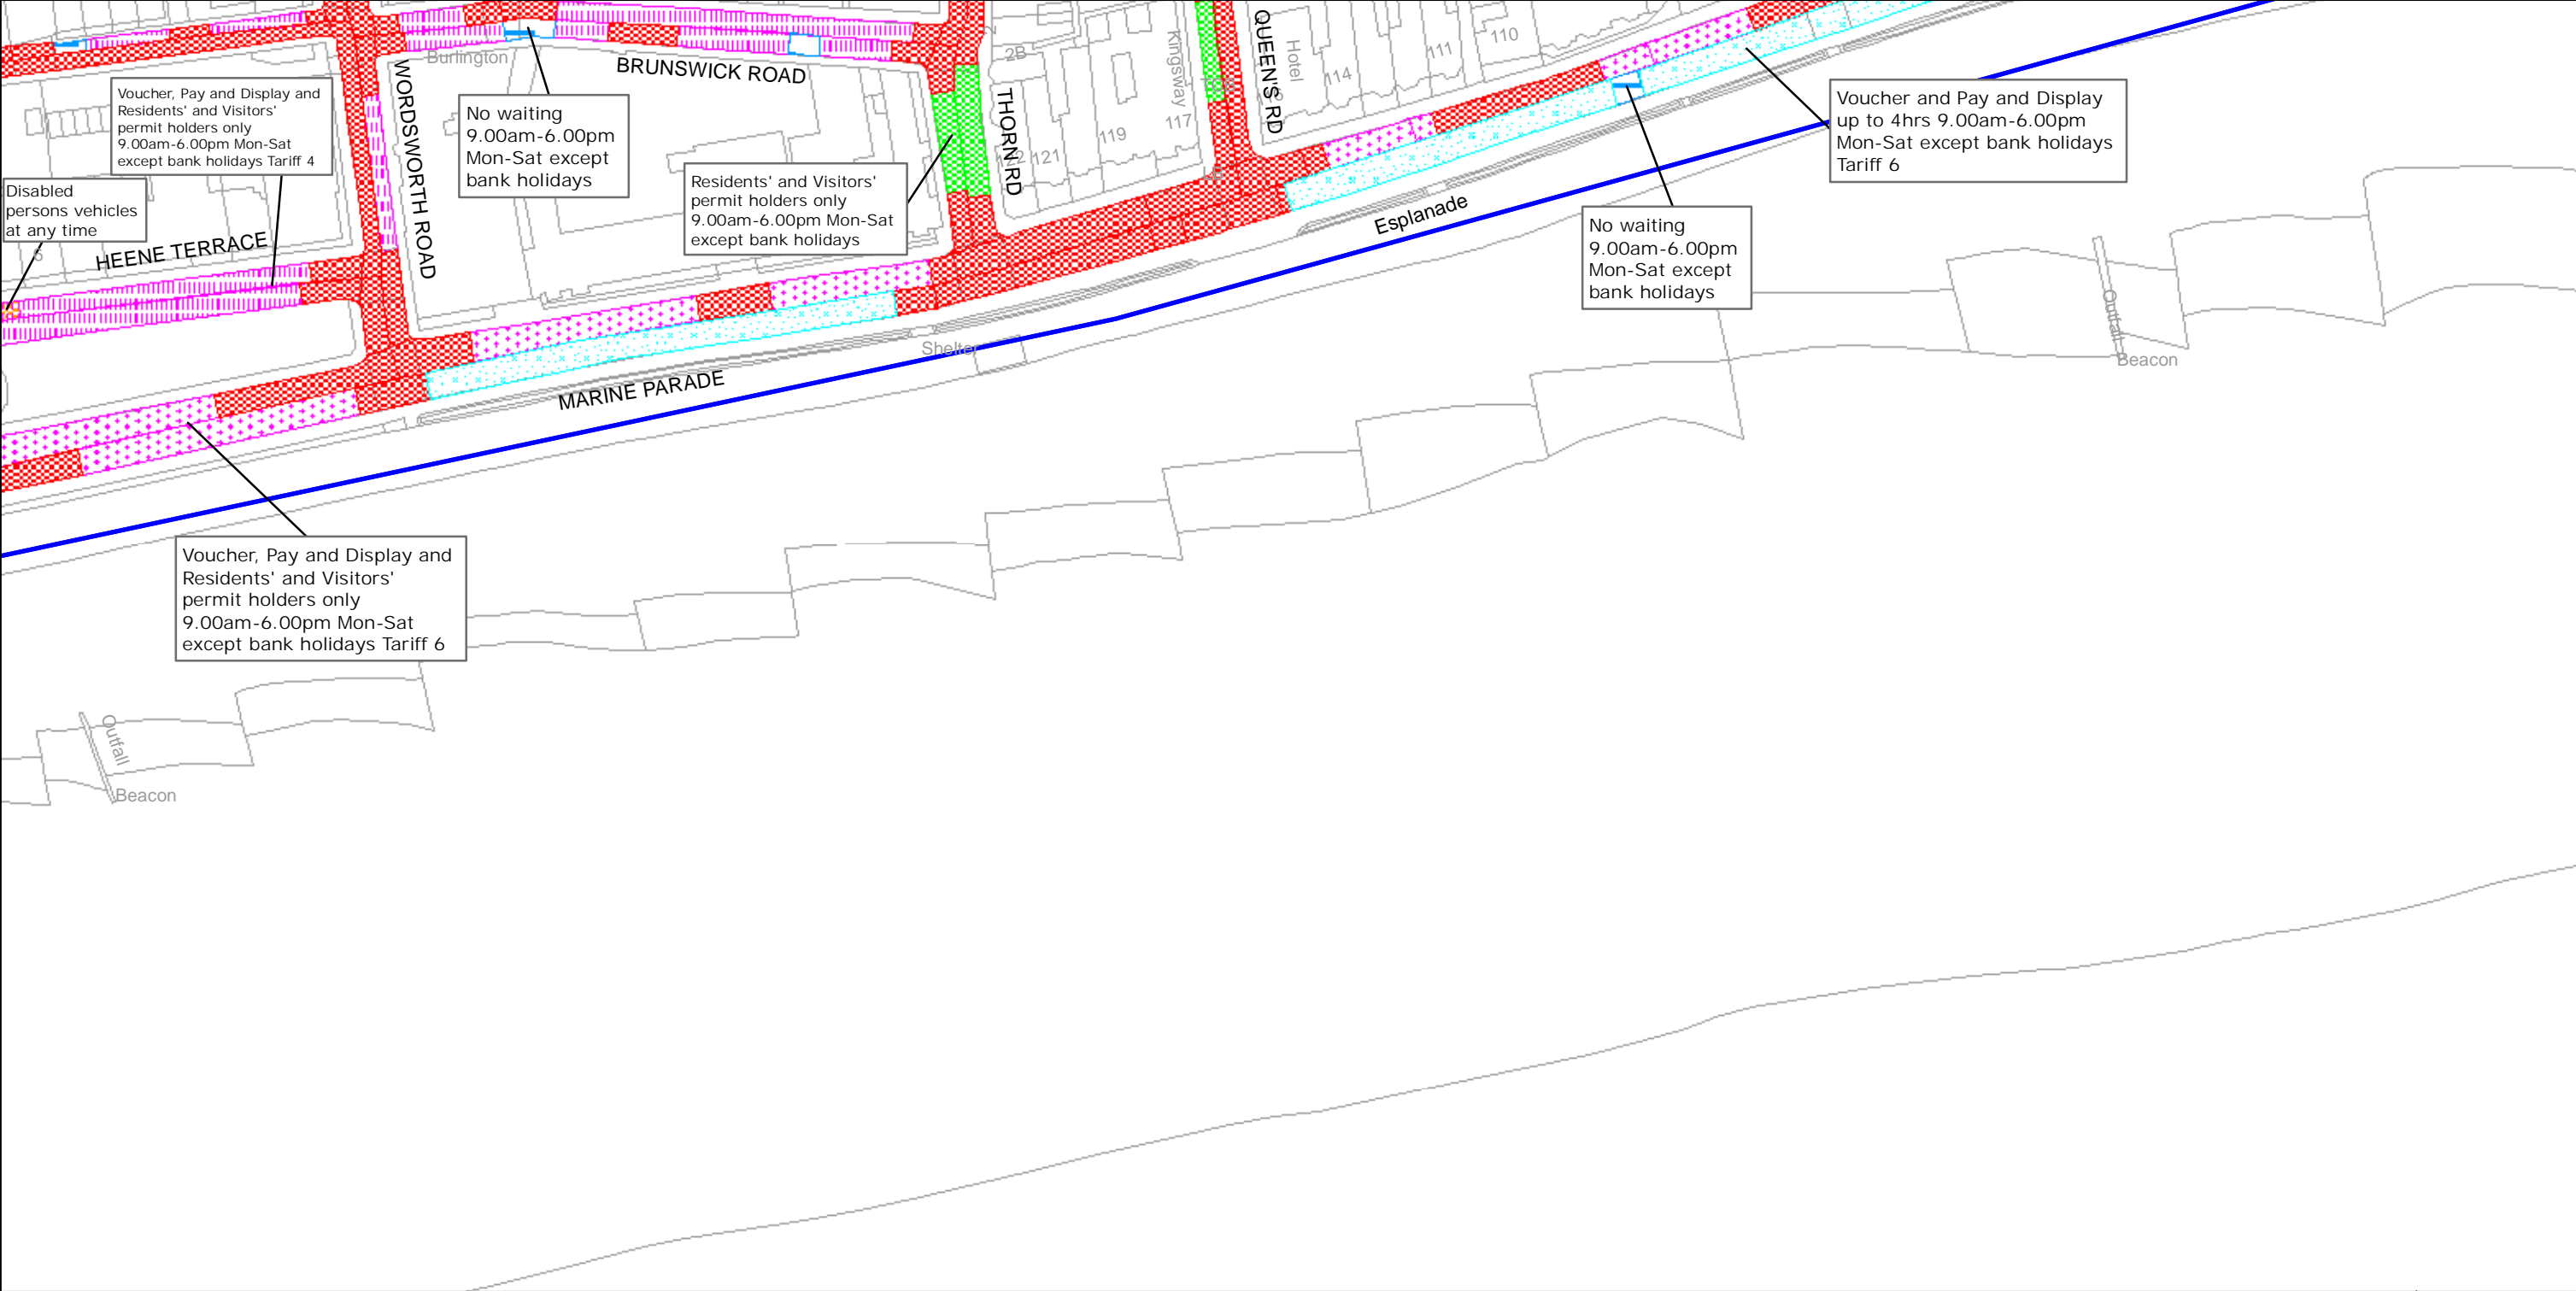 Burlington
BRUNSWICK ROAD
WORDSWORTH ROAD
THORN RD
QUEEN'S RD
Kingsway
Hotel
2B
110
111
114
117
119
121
Voucher, Pay and Display and
Residents' and Visitors'
permit holders only
9.00am-6.00pm Mon-Sat
except bank holidays Tariff 4
No waiting
9.00am-6.00pm
Mon-Sat except
bank holidays
Voucher and Pay and Display
up to 4hrs 9.00am-6.00pm
Mon-Sat except bank holidays
Tariff 6
Residents' and Visitors'
permit holders only
9.00am-6.00pm Mon-Sat
except bank holidays
Disabled
persons vehicles
at any time
HEENE TERRACE
Esplanade
No waiting
9.00am-6.00pm
Mon-Sat except
bank holidays
Outfall
Beacon
Shelter
MARINE PARADE
Voucher, Pay and Display and
Residents' and Visitors'
permit holders only
9.00am-6.00pm Mon-Sat
except bank holidays Tariff 6
Outfall
Beacon